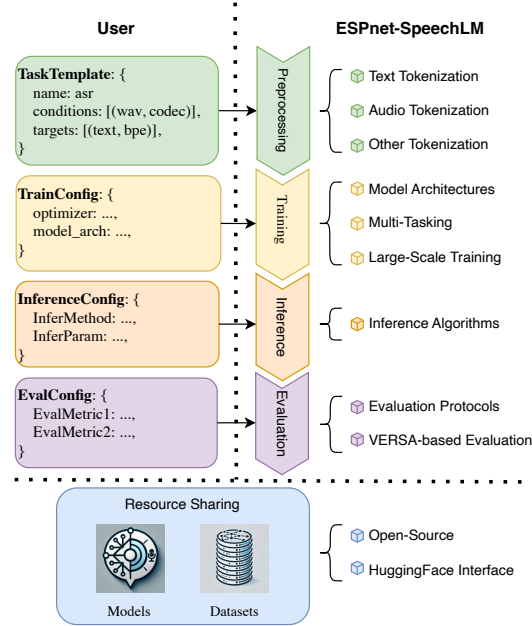 User
ESPnet-SpeechLM
TaskTemplate: {
name: asr
conditions: [(wav, codec)],
targets: [(text, bpe)],
}
Preprocessing
Text Tokenization
Audio Tokenization
Other Tokenization
TrainConfig: {
optimizer: ...,
model_arch: ...,
}
Training
Model Architectures
Multi-Tasking
Large-Scale Training
InferenceConfig: {
InferMethod: ...,
InferParam: ...,
}
Inference
Inference Algorithms
EvalConfig: {
EvalMetric1: ...,
EvalMetric2: ...,
}
Evaluation
Evaluation Protocols
VERSA-based Evaluation
Resource Sharing
Models
Datasets
Open-Source
HuggingFace Interface